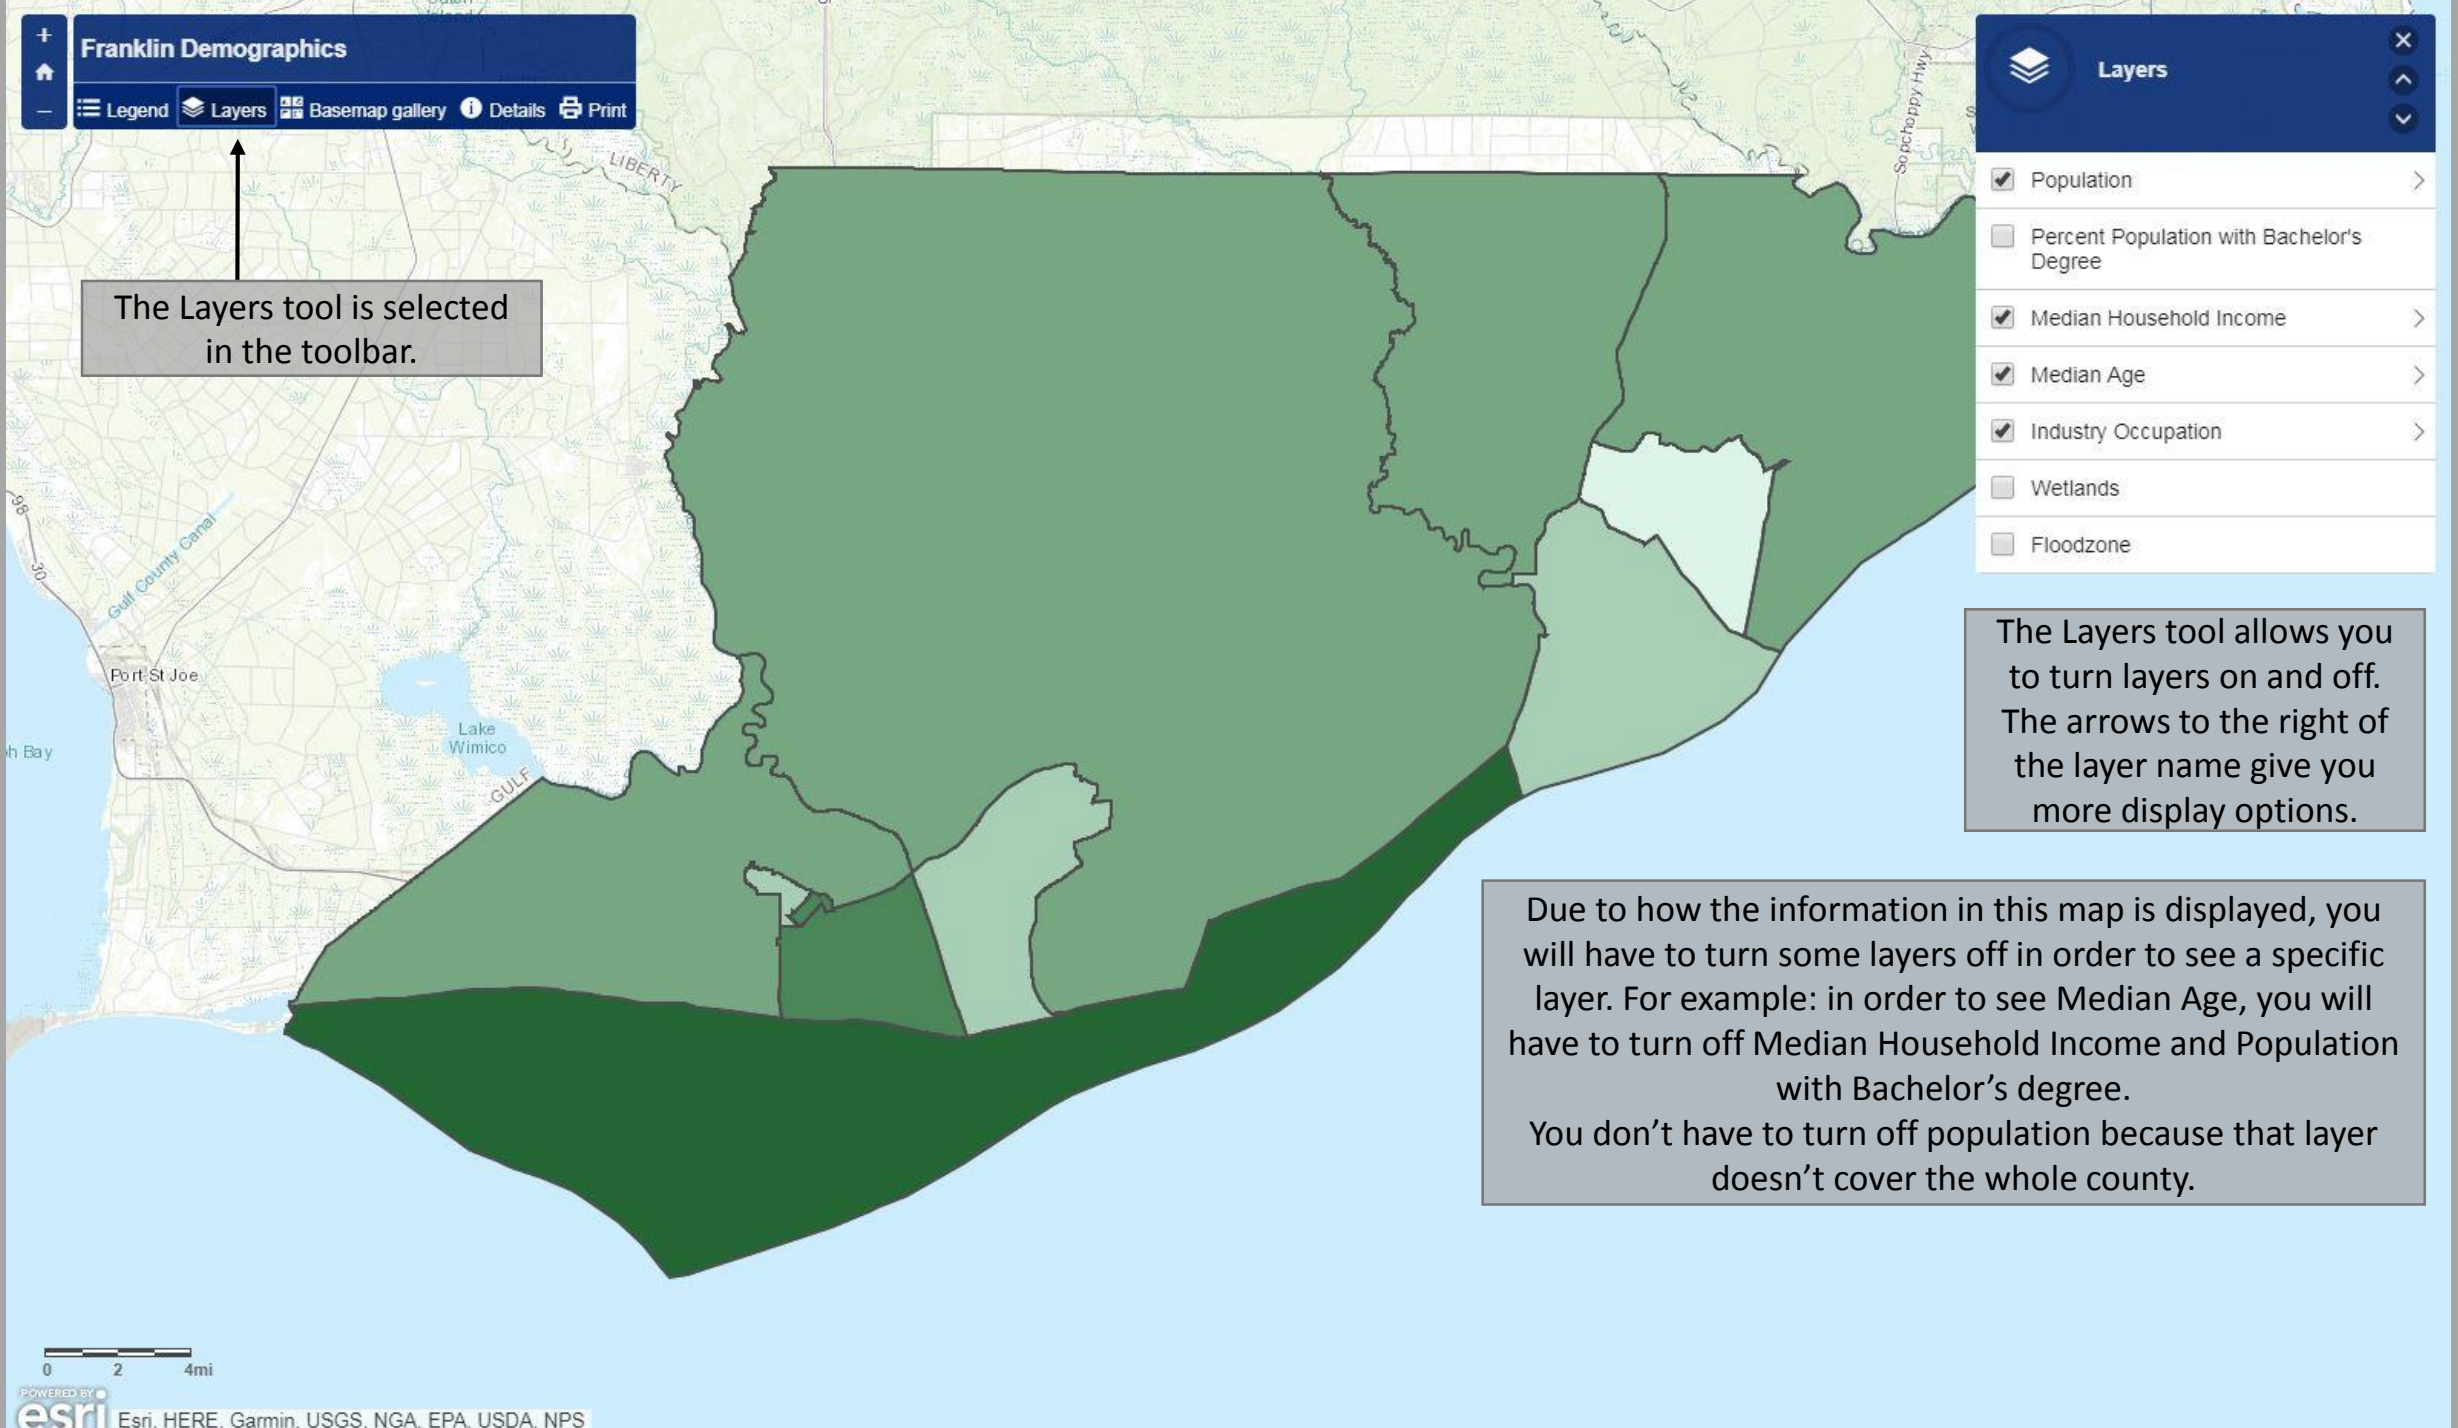 Franklin Demographics
Legend Layers Basemap gallery Details Print
The Layers tool is selected
in the toolbar.
LIBERTY
Sopchoppy Hwy
98
30
Gulf County Canal
Port St Joe
Lake
Wimico
GULF
h Bay
Layers
Population
Percent Population with Bachelor's
Degree
Median Household Income
Median Age
Industry Occupation
Wetlands
Floodzone
The Layers tool allows you
to turn layers on and off.
The arrows to the right of
the layer name give you
more display options.
Due to how the information in this map is displayed, you
will have to turn some layers off in order to see a specific
layer. For example: in order to see Median Age, you will
have to turn off Median Household Income and Population
with Bachelor’s degree.
You don’t have to turn off population because that layer
doesn’t cover the whole county.
0 2 4mi
POWERED BY
esri
Esri, HERE, Garmin, USGS, NGA, EPA, USDA, NPS